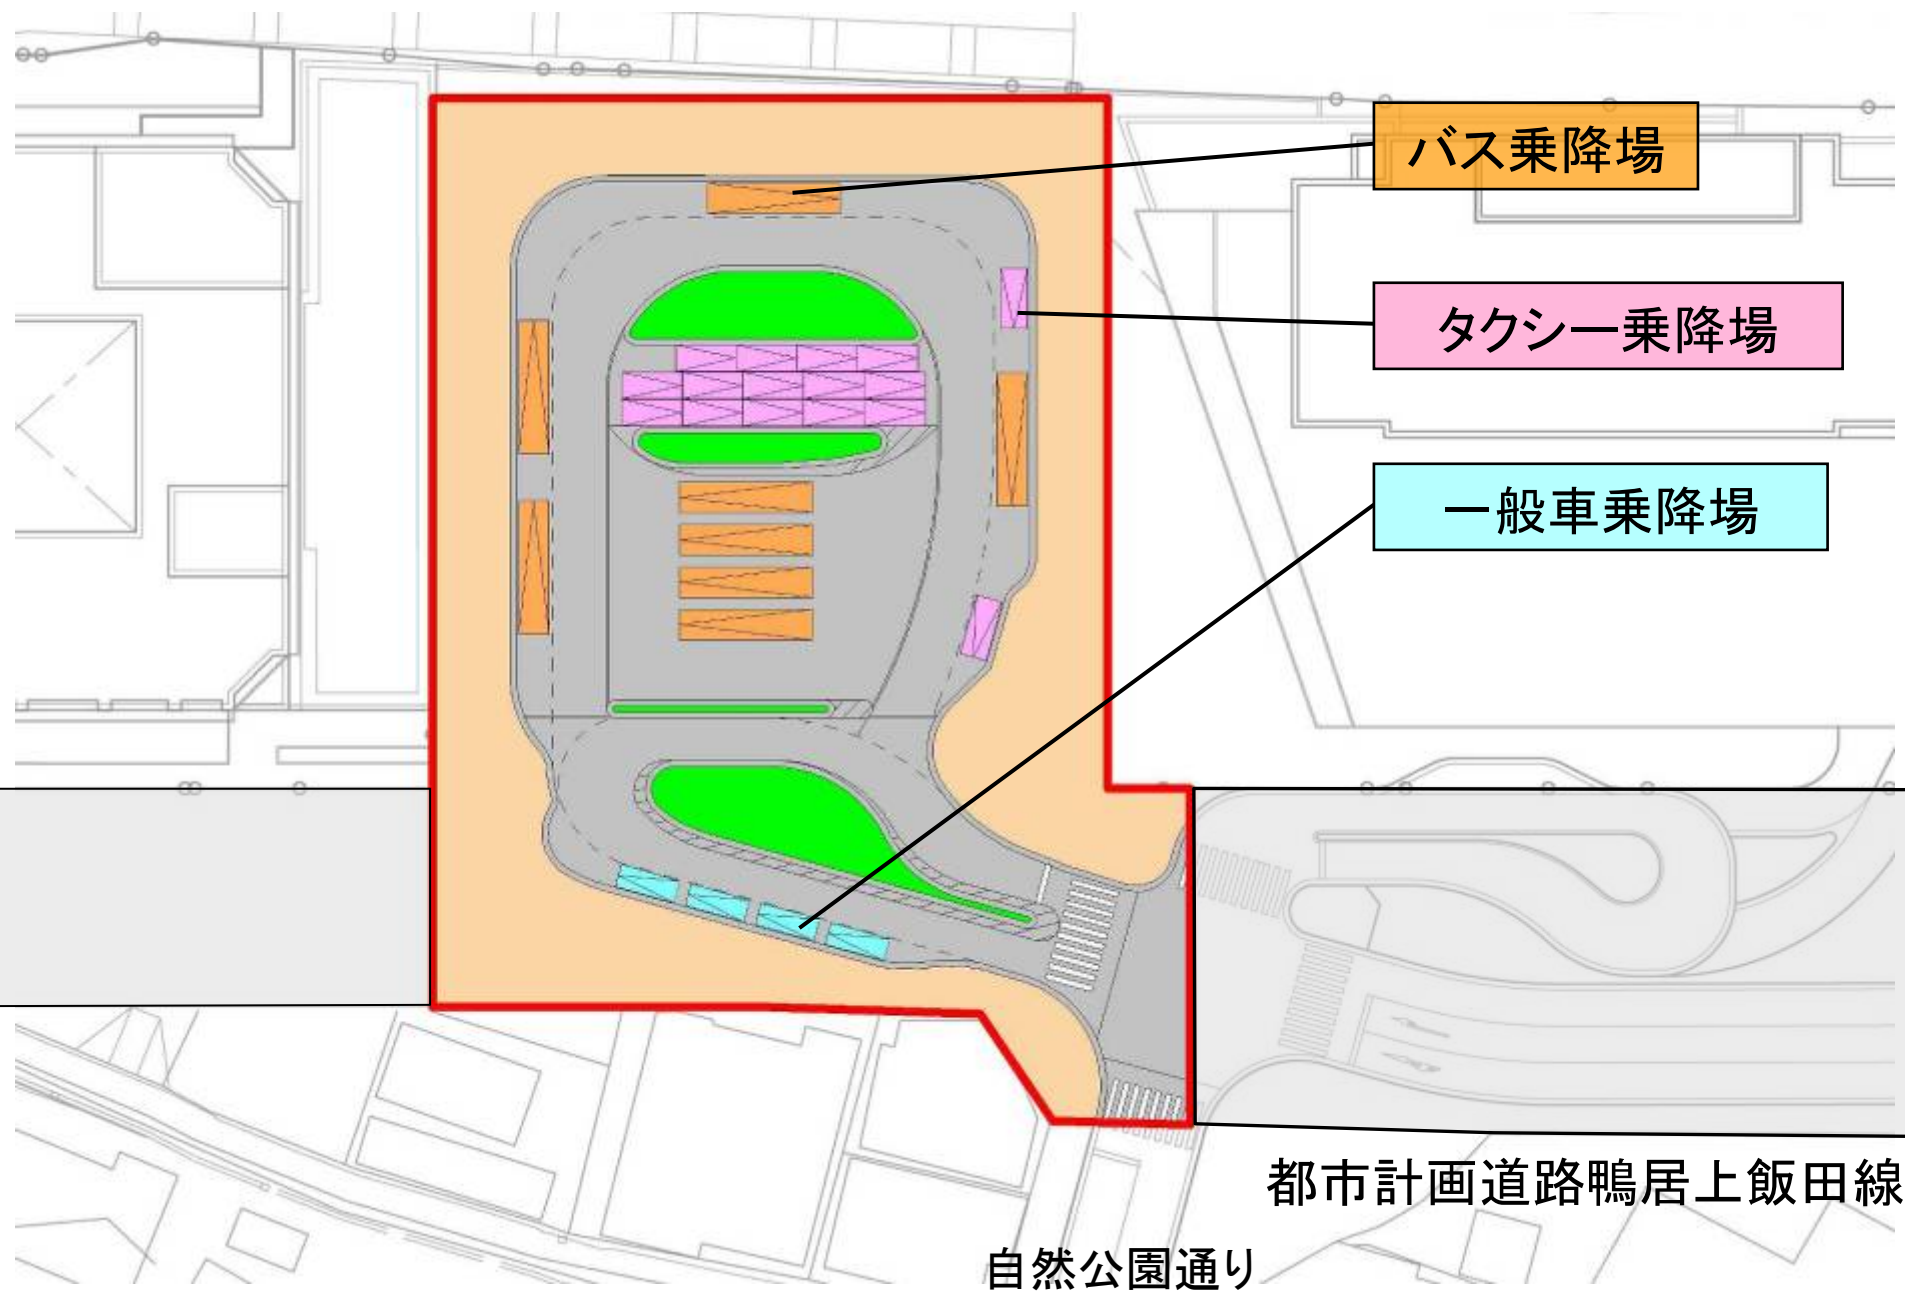 バス乗降場
タクシー乗降場
一般車乗降場
都市計画道路鴨居上飯田線
自然公園通り